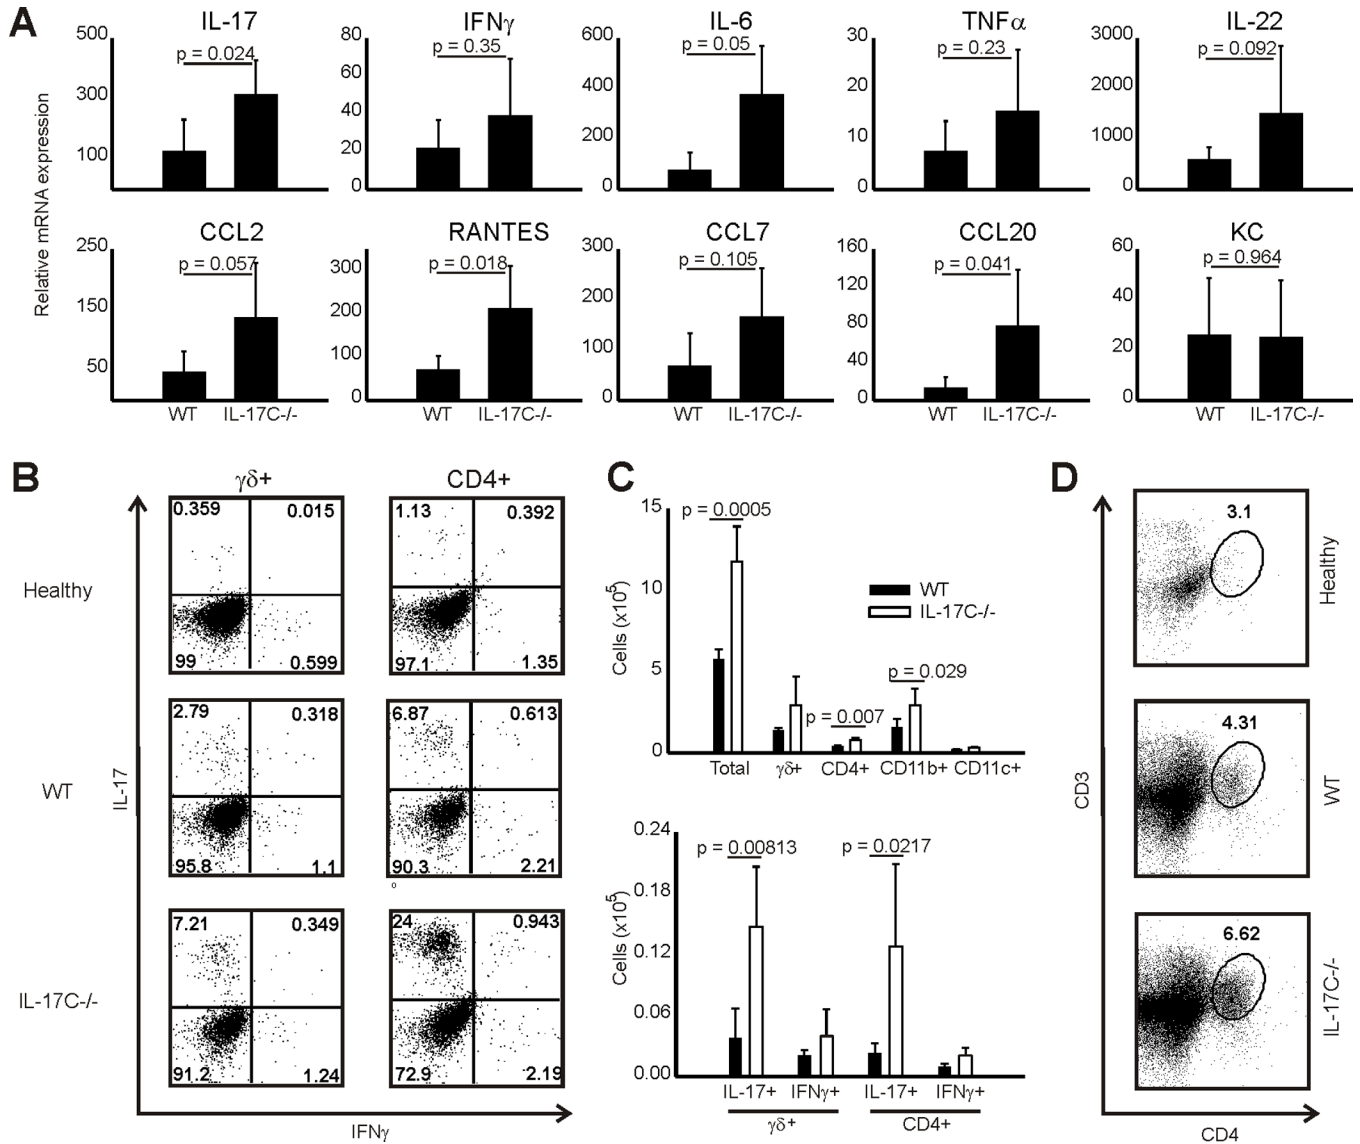 A
IL-17 IFNγ IL-6 TNFα IL-22
500 80 600 30 3000
p = 0.024 p = 0.35 p = 0.05 p = 0.23 p = 0.092
60
300 400 20 2000
40
100 20 200 10 1000
0 0 0 0
Relative mRNA expression
CCL2 RANTES CCL7 CCL20 KC
250 300 300 160 60
p = 0.057 p = 0.018 p = 0.105 p = 0.041 p = 0.964
150 200 200 120 40
80
50 100 100 40 20
0 0 0 0
WT IL-17C-/- WT IL-17C-/- WT IL-17C-/- WT IL-17C-/- WT IL-17C-/-
B
γδ+ CD4+
Healthy
0.359 0.015 1.13 0.392
99 0.599 97.1 1.35
WT
2.79 0.318 6.87 0.613
95.8 1.1 90.3 2.21
0
IL-17C-/-
7.21 0.349 24 0.943
91.2 1.24 72.9 2.19
IL-17
IFNγ
C
15
10
5
0
Cells (x10⁵)
p = 0.0005
WT
IL-17C-/-
p = 0.007
p = 0.029
Total γδ+ CD4+ CD11b+ CD11c+
0.24
0.18
0.12
0.06
0.00
Cells (x10⁵)
p = 0.00813 p = 0.0217
IL-17+ IFNγ+ IL-17+ IFNγ+
γδ+ CD4+
D
3.1
Healthy
4.31
WT
6.62
IL-17C-/-
CD3
CD4